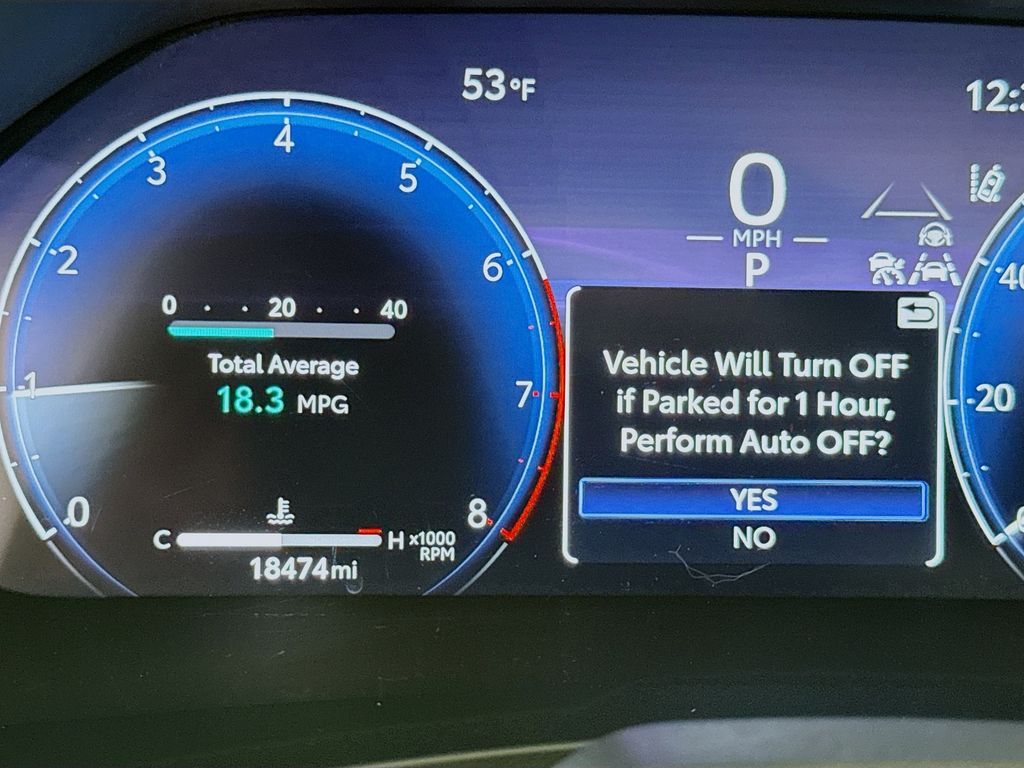 53°F
12:
4
3
5
0
2
6
MPH
P
40
0 20 40
Total Average
18.3 MPG
1
7
Vehicle Will Turn OFF
if Parked for 1 Hour,
Perform Auto OFF?
20
YES
NO
0
8
C
H
x1000
RPM
18474mi